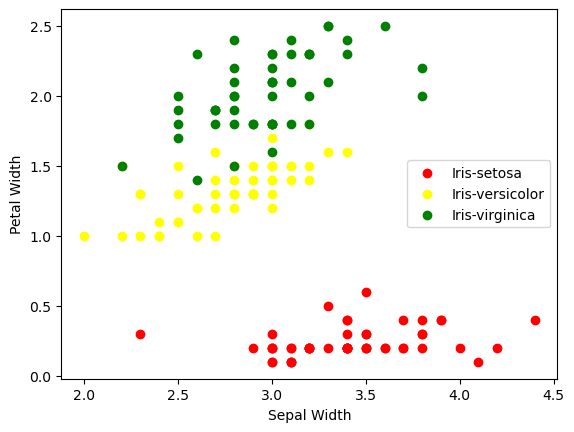 2.5
2.0
1.5
1.0
0.5
0.0
Petal Width
Iris-setosa
Iris-versicolor
Iris-virginica
2.0 2.5 3.0 3.5 4.0 4.5
Sepal Width